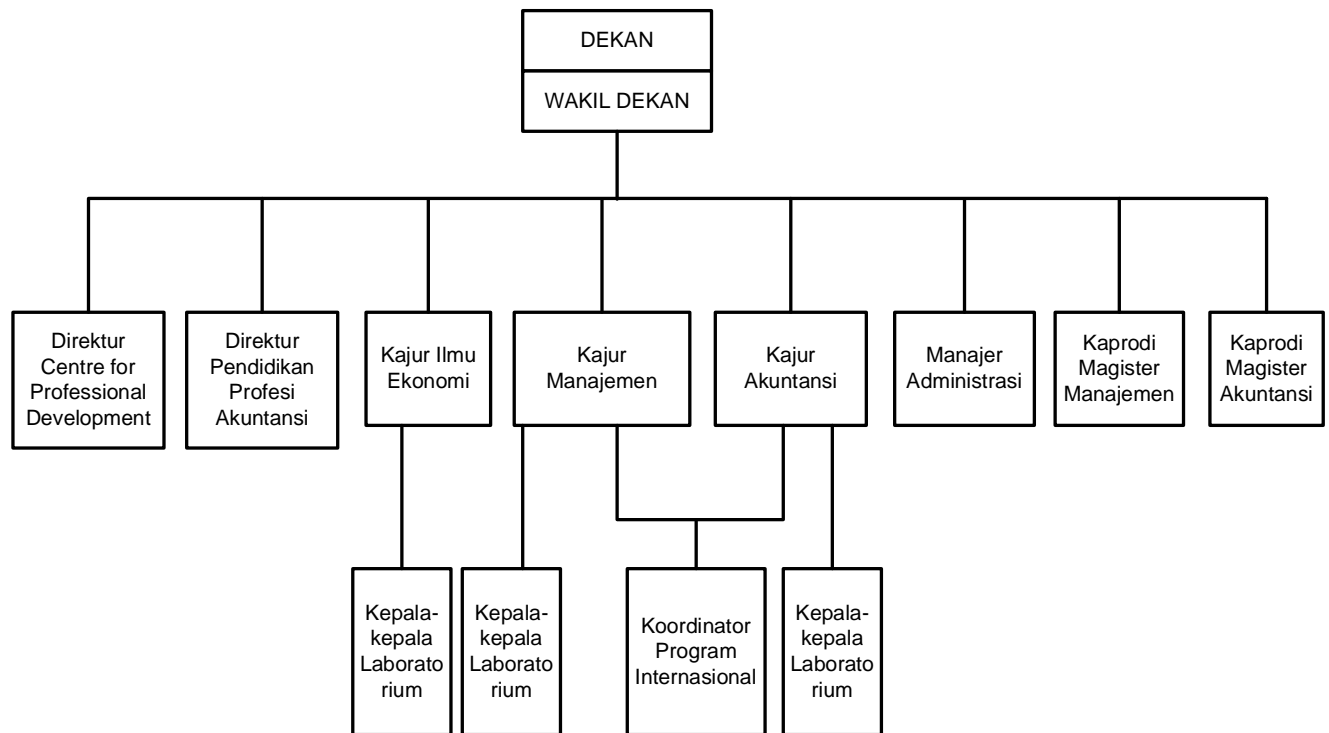 DEKAN
WAKIL DEKAN
Direktur
Centre for
Professional
Development
Direktur
Pendidikan
Profesi
Akuntansi
Kajur Ilmu
Ekonomi
Kajur
Manajemen
Kajur
Akuntansi
Manajer
Administrasi
Kaprodi
Magister
Manajemen
Kaprodi
Magister
Akuntansi
Kepala-
kepala
Laborato
rium
Kepala-
kepala
Laborato
rium
Koordinator
Program
Internasional
Kepala-
kepala
Laborato
rium